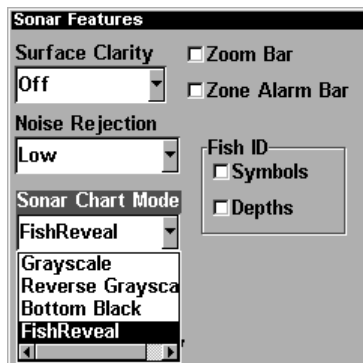 Sonar Features
Surface Clarity
Off
Zoom Bar
Zone Alarm Bar
Noise Rejection
Low
Fish ID
Symbols
Depths
Sonar Chart Mode
FishReveal
Grayscale
Reverse Graysca
Bottom Black
FishReveal